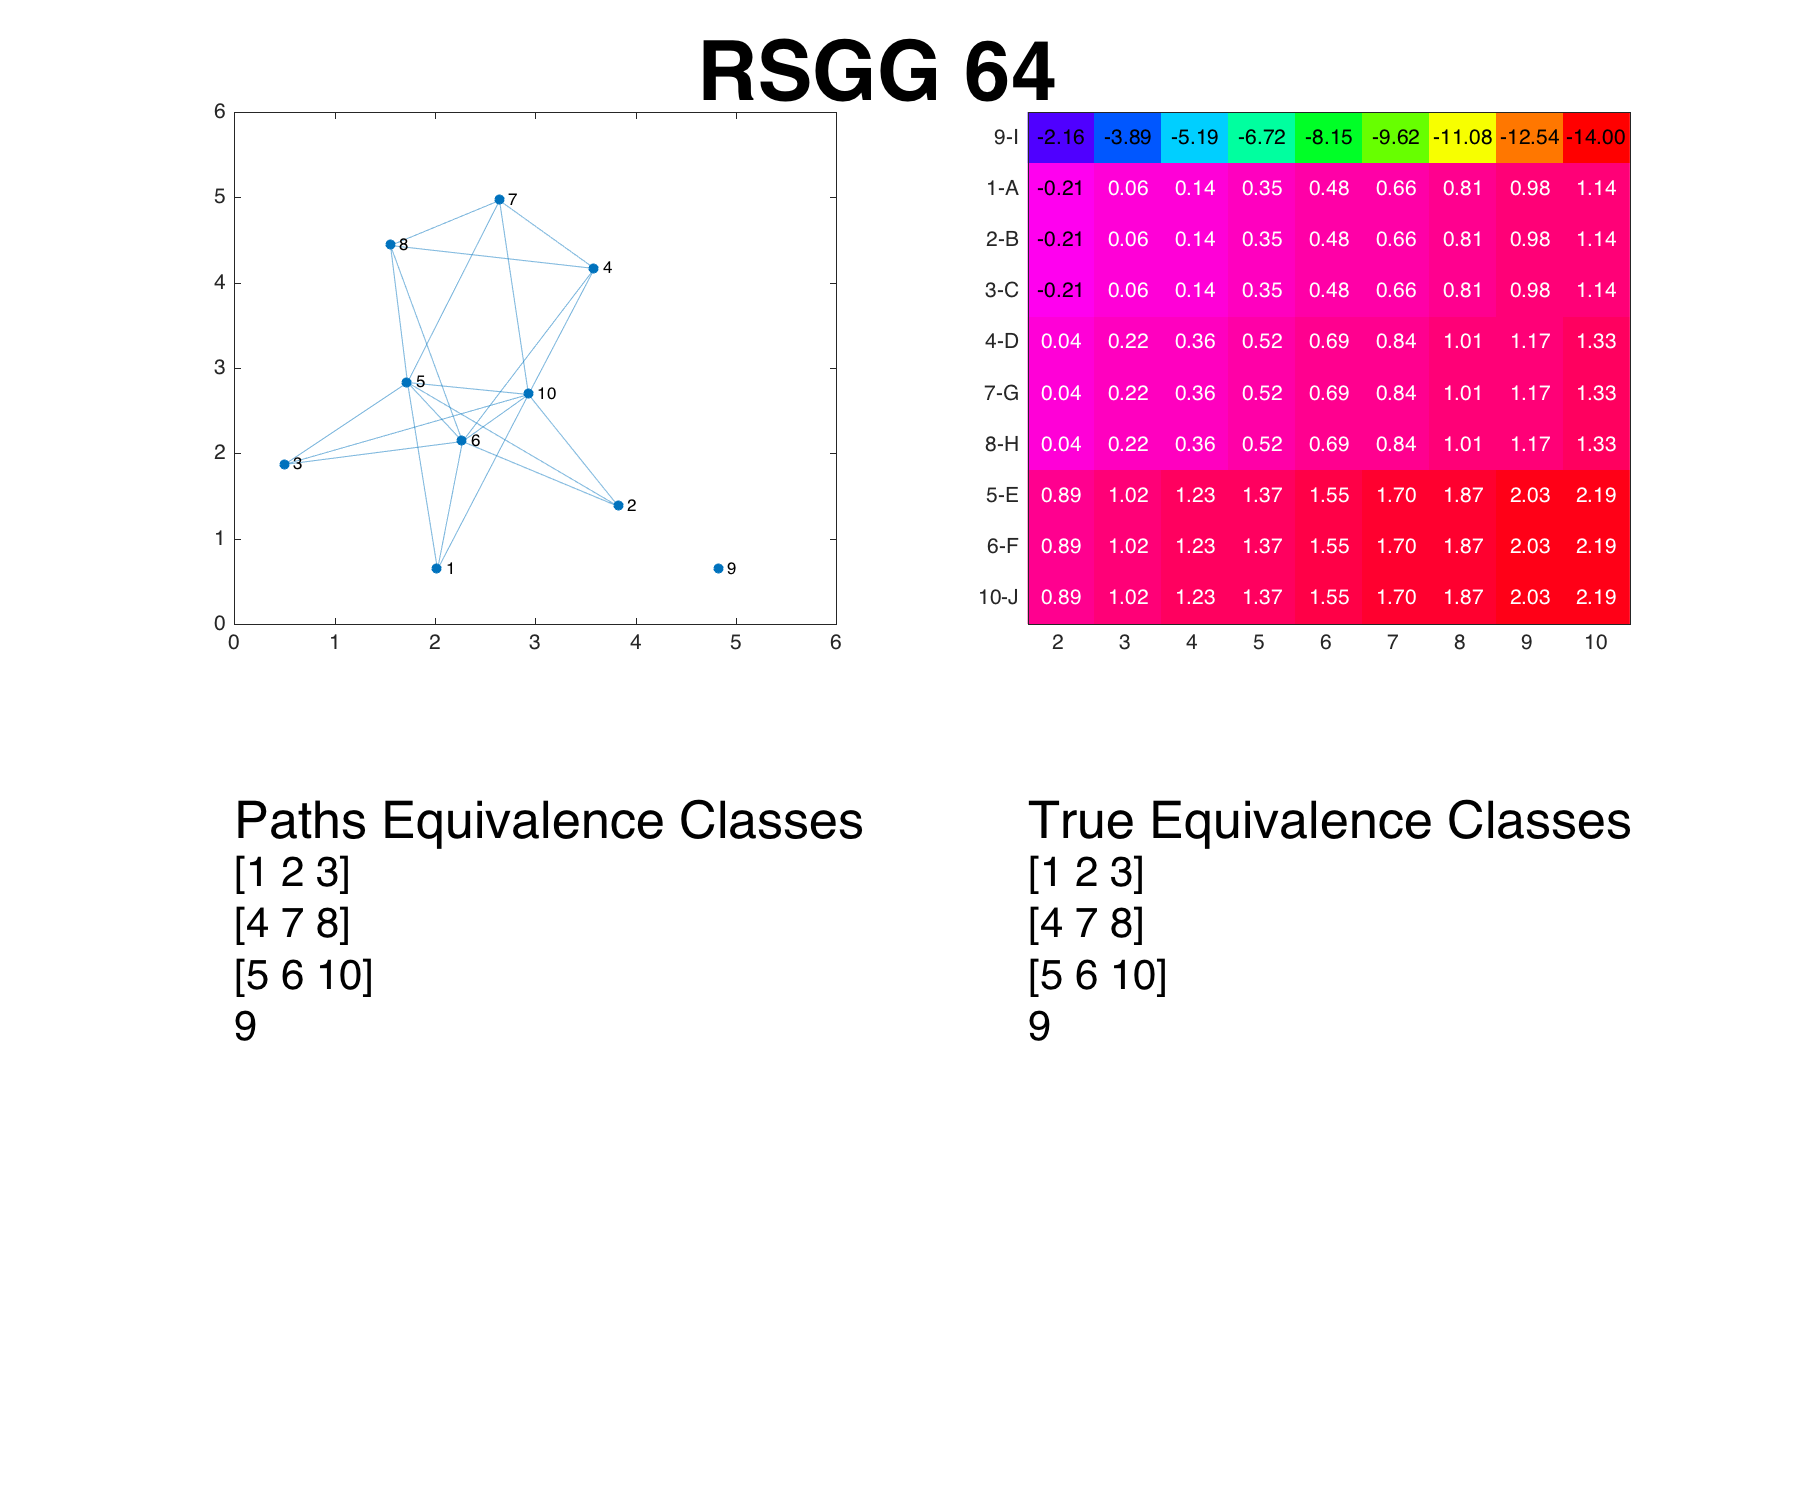 RSGG 64
6
5
4
3
2
1
0
0 1 2 3 4 5 6
7
8
4
5
10
6
3
2
1
9
9-I -2.16 -3.89 -5.19 -6.72 -8.15 -9.62 -11.08 -12.54 -14.00
1-A -0.21 0.06 0.14 0.35 0.48 0.66 0.81 0.98 1.14
2-B -0.21 0.06 0.14 0.35 0.48 0.66 0.81 0.98 1.14
3-C -0.21 0.06 0.14 0.35 0.48 0.66 0.81 0.98 1.14
4-D 0.04 0.22 0.36 0.52 0.69 0.84 1.01 1.17 1.33
7-G 0.04 0.22 0.36 0.52 0.69 0.84 1.01 1.17 1.33
8-H 0.04 0.22 0.36 0.52 0.69 0.84 1.01 1.17 1.33
5-E 0.89 1.02 1.23 1.37 1.55 1.70 1.87 2.03 2.19
6-F 0.89 1.02 1.23 1.37 1.55 1.70 1.87 2.03 2.19
10-J 0.89 1.02 1.23 1.37 1.55 1.70 1.87 2.03 2.19
2 3 4 5 6 7 8 9 10
Paths Equivalence Classes
[1 2 3]
[4 7 8]
[5 6 10]
9
True Equivalence Classes
[1 2 3]
[4 7 8]
[5 6 10]
9